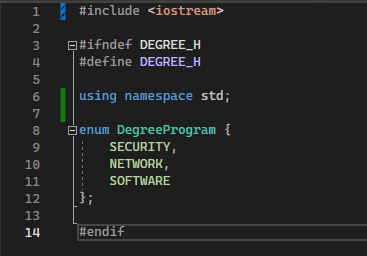 1 #include <iostream>
2
3 #ifndef DEGREE_H
4 #define DEGREE_H
5
6 using namespace std;
7
8 enum DegreeProgram {
9     SECURITY,
10     NETWORK,
11     SOFTWARE
12 };
13
14 #endif